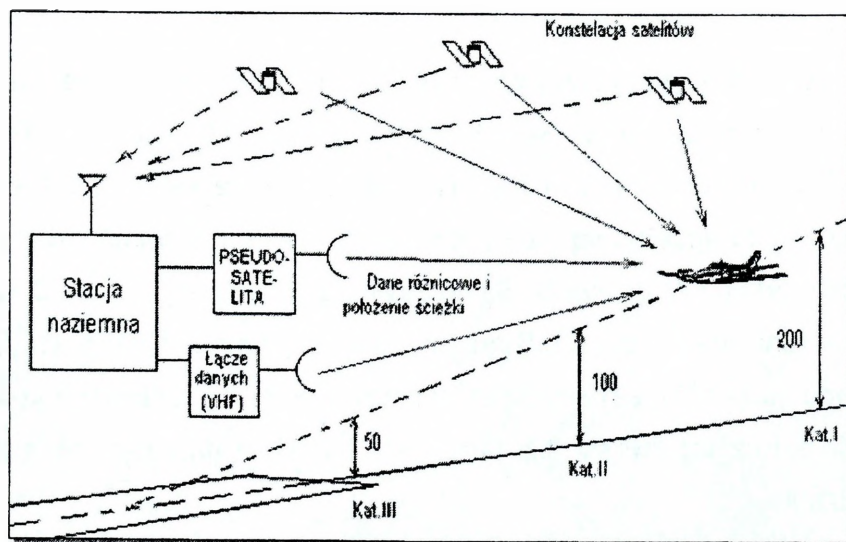 Konstelacja satelitów
Stacja
naziemna
PSEUDO-
SATE-
LITA
Dane różnicowe i
położenie ścieżki
Łącze
danych
(VHF)
200
100
50
Kat.I
Kat.II
Kat.III